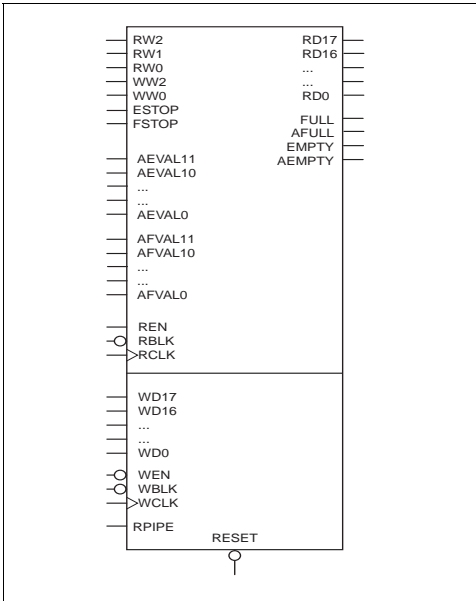 RW2
RW1
RW0
WW2
WW0
ESTOP
FSTOP
RD17
RD16
...
...
RD0
FULL
AFULL
EMPTY
AEMPTY
AEVAL11
AEVAL10
...
...
AEVAL0
AFVAL11
AFVAL10
...
...
AFVAL0
REN
RBLK
RCLK
WD17
WD16
...
...
WD0
WEN
WBLK
WCLK
RPIPE
RESET